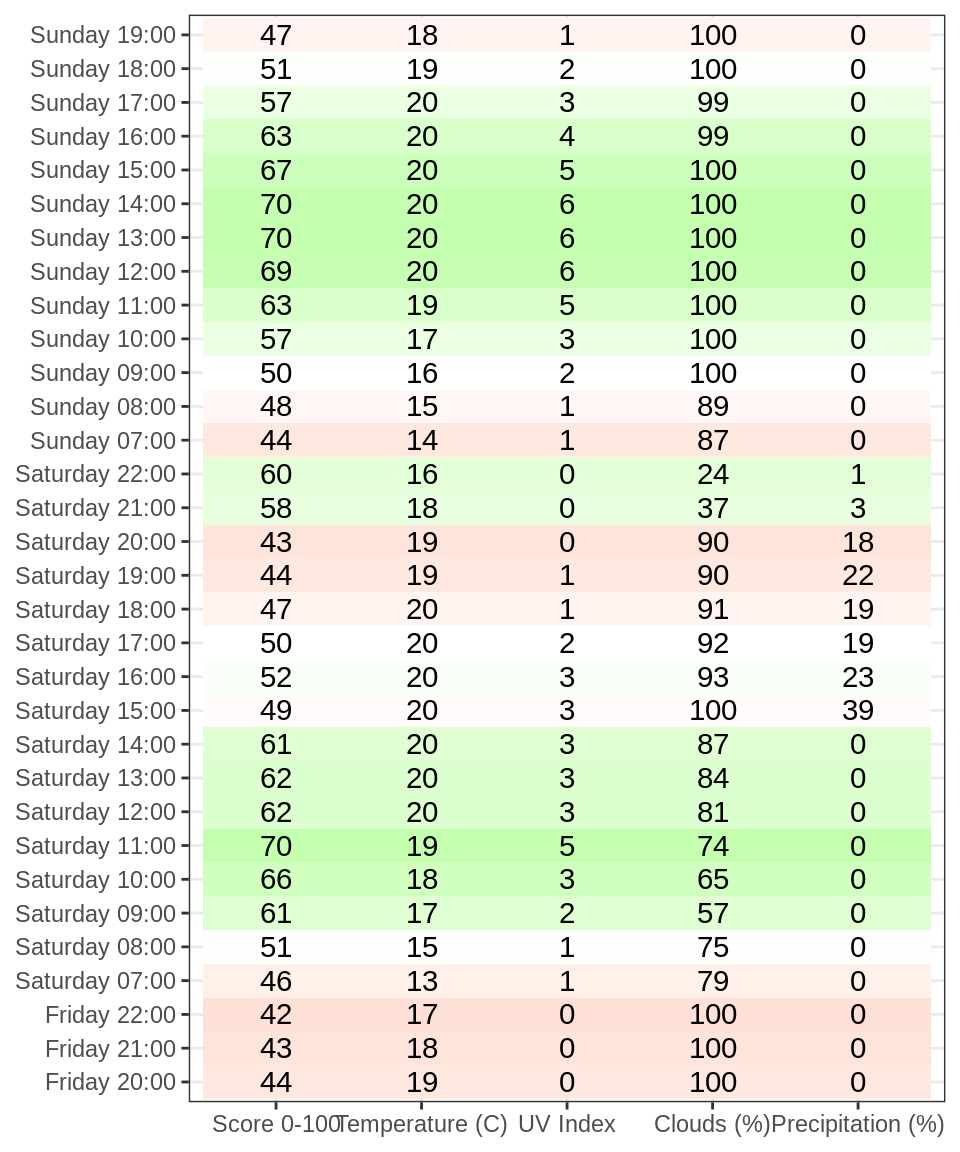 Sunday 19:00 47 18 1 100 0
Sunday 18:00 51 19 2 100 0
Sunday 17:00 57 20 3 99 0
Sunday 16:00 63 20 4 99 0
Sunday 15:00 67 20 5 100 0
Sunday 14:00 70 20 6 100 0
Sunday 13:00 70 20 6 100 0
Sunday 12:00 69 20 6 100 0
Sunday 11:00 63 19 5 100 0
Sunday 10:00 57 17 3 100 0
Sunday 09:00 50 16 2 100 0
Sunday 08:00 48 15 1 89 0
Sunday 07:00 44 14 1 87 0
Saturday 22:00 60 16 0 24 1
Saturday 21:00 58 18 0 37 3
Saturday 20:00 43 19 0 90 18
Saturday 19:00 44 19 1 90 22
Saturday 18:00 47 20 1 91 19
Saturday 17:00 50 20 2 92 19
Saturday 16:00 52 20 3 93 23
Saturday 15:00 49 20 3 100 39
Saturday 14:00 61 20 3 87 0
Saturday 13:00 62 20 3 84 0
Saturday 12:00 62 20 3 81 0
Saturday 11:00 70 19 5 74 0
Saturday 10:00 66 18 3 65 0
Saturday 09:00 61 17 2 57 0
Saturday 08:00 51 15 1 75 0
Saturday 07:00 46 13 1 79 0
Friday 22:00 42 17 0 100 0
Friday 21:00 43 18 0 100 0
Friday 20:00 44 19 0 100 0
Score 0-100 Temperature (C) UV Index Clouds (%) Precipitation (%)